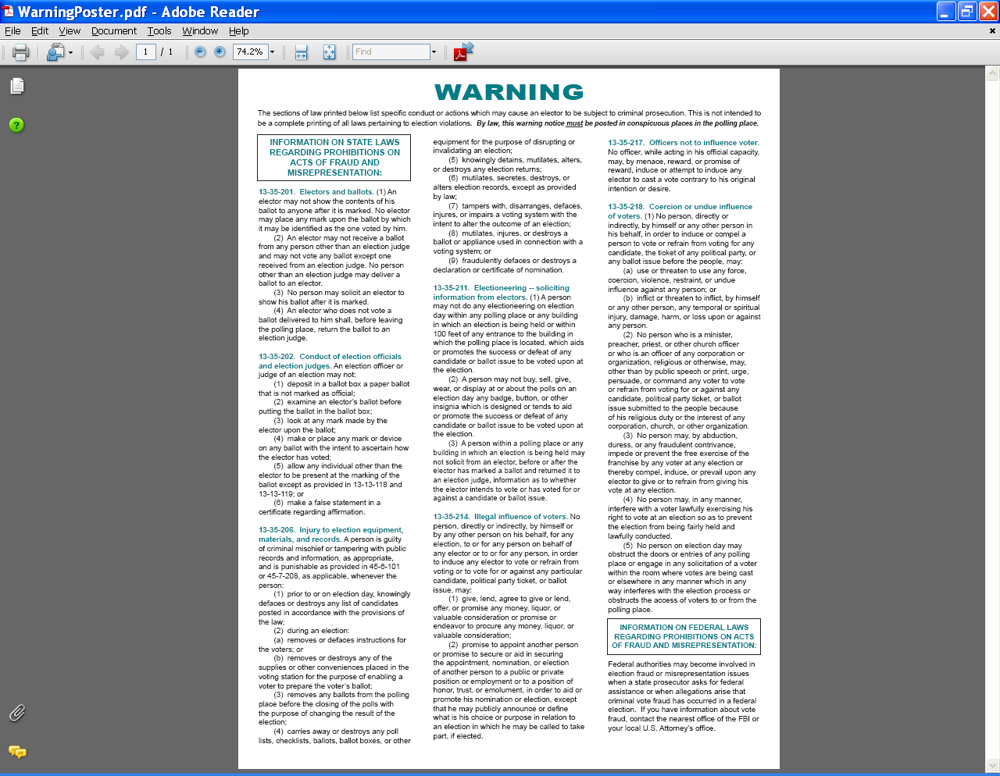 WarningPoster.pdf - Adobe Reader
File Edit View Document Tools Window Help
1 / 1 74.2% Find
WARNING
The sections of law printed below list specific conduct or actions which may cause an elector to be subject to criminal prosecution. This is not intended to
be a complete printing of all laws pertaining to election violations. By law, this warning notice must be posted in conspicuous places in the polling place.
INFORMATION ON STATE LAWS
REGARDING PROHIBITIONS ON
ACTS OF FRAUD AND
MISREPRESENTATION:
13-35-201. Electors and ballots. (1) An
elector may not show the contents of his
ballot to anyone after it is marked. No elector
may place any mark upon the ballot by which
it may be identified as the one voted by him.
(2) An elector may not receive a ballot
from any person other than an election judge
and may not vote any ballot except one
received from an election judge. No person
other than an election judge may deliver a
ballot to an elector.
(3) No person may solicit an elector to
show his ballot after it is marked.
(4) An elector who does not vote a
ballot delivered to him shall, before leaving
the polling place, return the ballot to an
election judge.
13-35-202. Conduct of election officials
and election judges. An election officer or
judge of an election may not:
(1) deposit in a ballot box a paper ballot
that is not marked as official;
(2) examine an elector's ballot before
putting the ballot in the ballot box;
(3) look at any mark made by the
elector upon the ballot;
(4) make or place any mark or device
on any ballot with the intent to ascertain how
the elector has voted;
(5) allow any individual other than the
elector to be present at the marking of the
ballot except as provided in 13-13-118 and
13-13-119; or
(6) make a false statement in a
certificate regarding affirmation.
13-35-206. Injury to election equipment,
materials, and records. A person is guilty
of criminal mischief or tampering with public
records and information, as appropriate,
and is punishable as provided in 45-6-101
or 45-7-208, as applicable, whenever the
person:
(1) prior to or on election day, knowingly
defaces or destroys any list of candidates
posted in accordance with the provisions of
the law;
(2) during an election:
(a) removes or defaces instructions for
the voters; or
(b) removes or destroys any of the
supplies or other conveniences placed in the
voting station for the purpose of enabling a
voter to prepare the voter's ballot;
(3) removes any ballots from the polling
place before the closing of the polls with
the purpose of changing the result of the
election;
(4) carries away or destroys any poll
lists, checklists, ballots, ballot boxes, or other
equipment for the purpose of disrupting or
invalidating an election;
(5) knowingly detains, mutilates, alters,
or destroys any election returns;
(6) mutilates, secretes, destroys, or
alters election records, except as provided
by law;
(7) tampers with, disarranges, defaces,
injures, or impairs a voting system with the
intent to alter the outcome of an election;
(8) mutilates, injures, or destroys a
ballot or appliance used in connection with a
voting system; or
(9) fraudulently defaces or destroys a
declaration or certificate of nomination.
13-35-211. Electioneering -- soliciting
information from electors. (1) A person
may not do any electioneering on election
day within any polling place or any building
in which an election is being held or within
100 feet of any entrance to the building in
which the polling place is located, which aids
or promotes the success or defeat of any
candidate or ballot issue to be voted upon at
the election.
(2) A person may not buy, sell, give,
wear, or display at or about the polls on an
election day any badge, button, or other
insignia which is designed or tends to aid
or promote the success or defeat of any
candidate or ballot issue to be voted upon at
the election.
(3) A person within a polling place or any
building in which an election is being held may
not solicit from an elector, before or after the
elector has marked a ballot and returned it to
an election judge, information as to whether
the elector intends to vote or has voted for or
against a candidate or ballot issue.
13-35-214. Illegal influence of voters. No
person, directly or indirectly, by himself or
by any other person on his behalf, for any
election, to or for any person on behalf of
any elector or to or for any person, in order
to induce any elector to vote or refrain from
voting or to vote for or against any particular
candidate, political party ticket, or ballot
issue, may:
(1) give, lend, agree to give or lend,
offer, or promise any money, liquor, or
valuable consideration or promise or
endeavor to procure any money, liquor, or
valuable consideration;
(2) promise to appoint another person
or promise to secure or aid in securing
the appointment, nomination, or election
of another person to a public or private
position or employment or to a position of
honor, trust, or emolument, in order to aid or
promote his nomination or election, except
that he may publicly announce or define
what is his choice or purpose in relation to
an election in which he may be called to take
part, if elected.
13-35-217. Officers not to influence voter.
No officer, while acting in his official capacity,
may, by menace, reward, or promise of
reward, induce or attempt to induce any
elector to cast a vote contrary to his original
intention or desire.
13-35-218. Coercion or undue influence
of voters. (1) No person, directly or
indirectly, by himself or any other person in
his behalf, in order to induce or compel a
person to vote or refrain from voting for any
candidate, the ticket of any political party, or
any ballot issue before the people, may:
(a) use or threaten to use any force,
coercion, violence, restraint, or undue
influence against any person; or
(b) inflict or threaten to inflict, by himself
or any other person, any temporal or spiritual
injury, damage, harm, or loss upon or against
any person.
(2) No person who is a minister,
preacher, priest, or other church officer
or who is an officer of any corporation or
organization, religious or otherwise, may,
other than by public speech or print, urge,
persuade, or command any voter to vote
or refrain from voting for or against any
candidate, political party ticket, or ballot
issue submitted to the people because
of his religious duty or the interest of any
corporation, church, or other organization.
(3) No person may, by abduction,
duress, or any fraudulent contrivance,
impede or prevent the free exercise of the
franchise by any voter at any election or
thereby compel, induce, or prevail upon any
elector to give or to refrain from giving his
vote at any election.
(4) No person may, in any manner,
interfere with a voter lawfully exercising his
right to vote at an election so as to prevent
the election from being fairly held and
lawfully conducted.
(5) No person on election day may
obstruct the doors or entries of any polling
place or engage in any solicitation of a voter
within the room where votes are being cast
or elsewhere in any manner which in any
way interferes with the election process or
obstructs the access of voters to or from the
polling place.
INFORMATION ON FEDERAL LAWS
REGARDING PROHIBITIONS ON ACTS
OF FRAUD AND MISREPRESENTATION:
Federal authorities may become involved in
election fraud or misrepresentation issues
when a state prosecutor asks for federal
assistance or when allegations arise that
criminal vote fraud has occurred in a federal
election. If you have information about vote
fraud, contact the nearest office of the FBI or
your local U.S. Attorney's office.